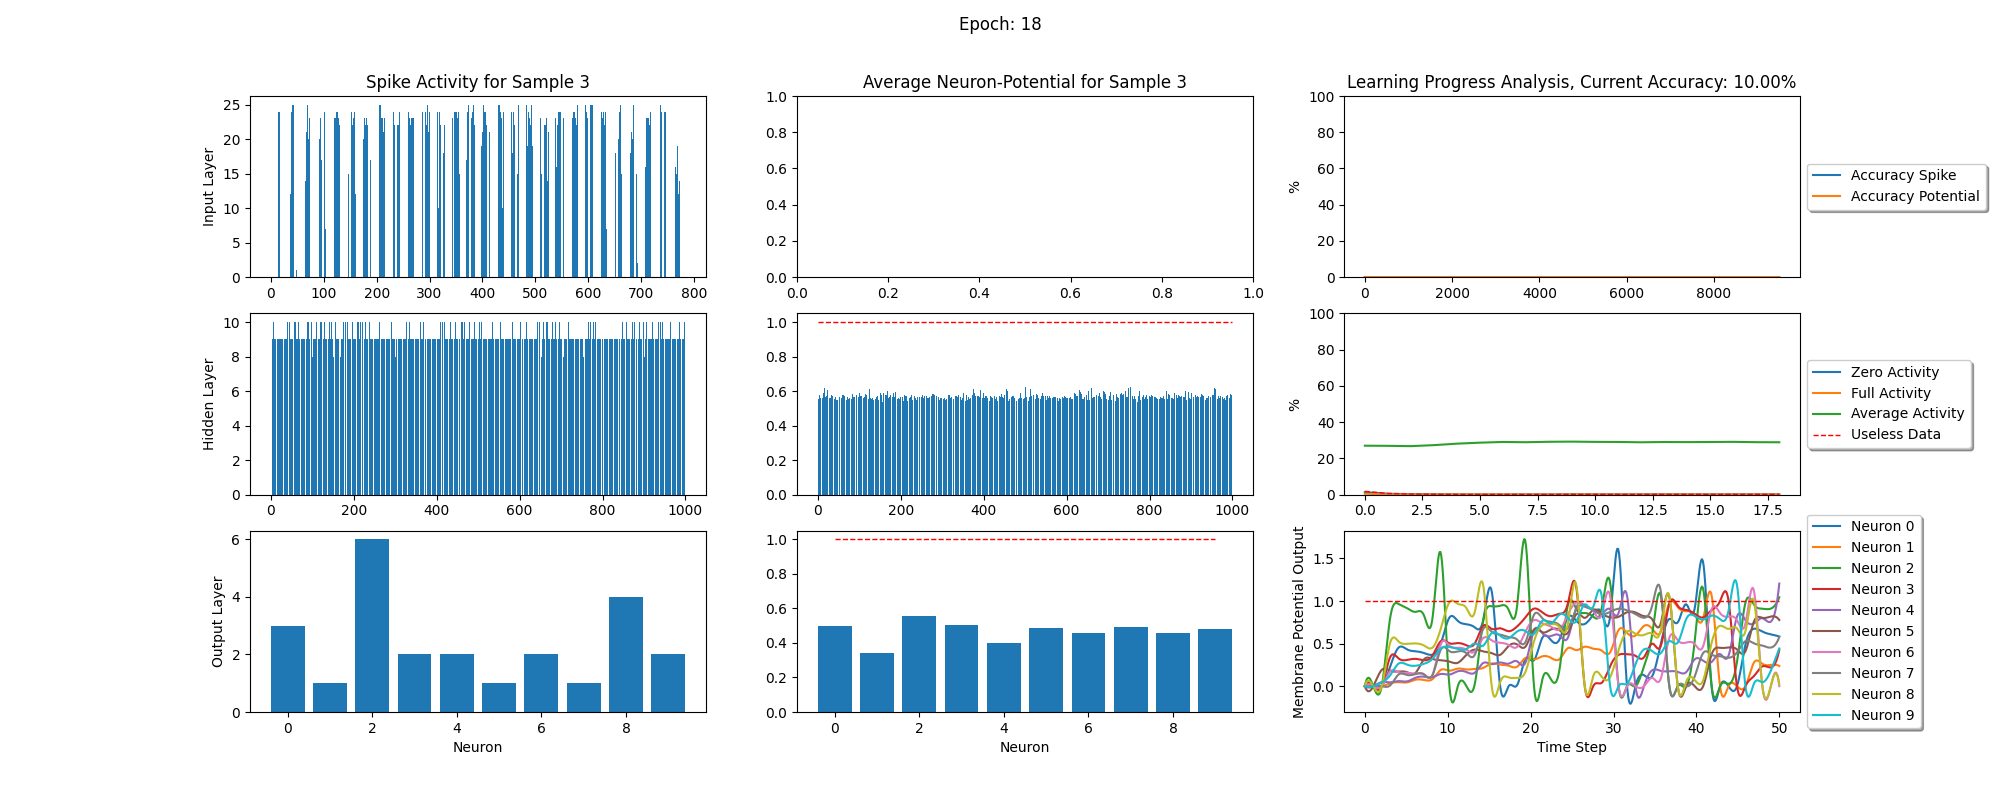 Epoch: 18
Spike Activity for Sample 3
Average Neuron-Potential for Sample 3
Learning Progress Analysis, Current Accuracy: 10.00%
Input Layer
25
20
15
10
5
0
0 100 200 300 400 500 600 700 800
1.0
0.8
0.6
0.4
0.2
0.0
0.0 0.2 0.4 0.6 0.8 1.0
%
100
80
60
40
20
0
0 2000 4000 6000 8000
Accuracy Spike
Accuracy Potential
Hidden Layer
10
8
6
4
2
0
0 200 400 600 800 1000
1.0
0.8
0.6
0.4
0.2
0.0
0 200 400 600 800 1000
%
100
80
60
40
20
0
0.0 2.5 5.0 7.5 10.0 12.5 15.0 17.5
Zero Activity
Full Activity
Average Activity
Useless Data
Output Layer
6
4
2
0
0 2 4 6 8
Neuron
1.0
0.8
0.6
0.4
0.2
0.0
0 2 4 6 8
Neuron
Membrane Potential Output
1.5
1.0
0.5
0.0
0 10 20 30 40 50
Time Step
Neuron 0
Neuron 1
Neuron 2
Neuron 3
Neuron 4
Neuron 5
Neuron 6
Neuron 7
Neuron 8
Neuron 9